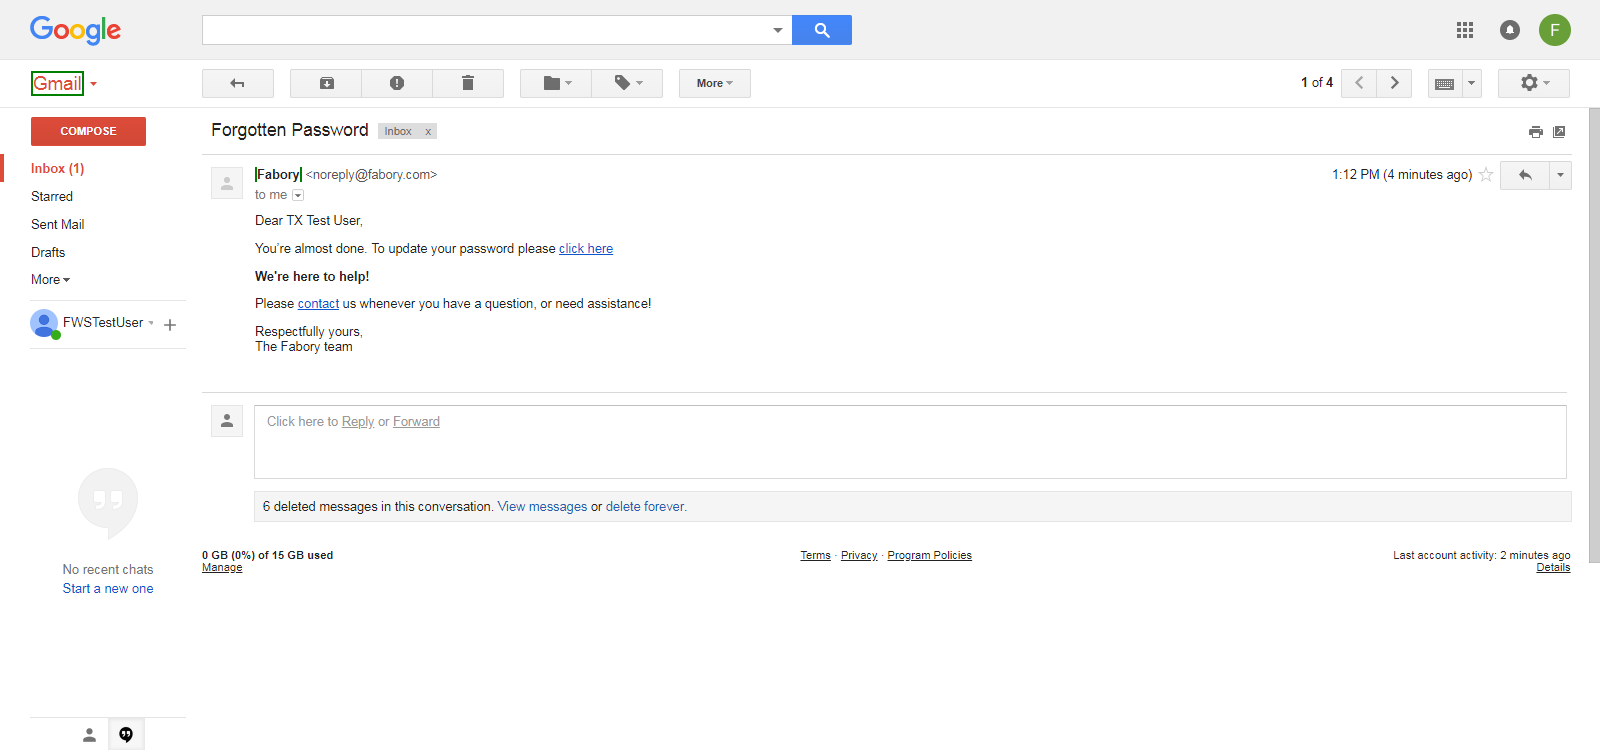 Google
F
Gmail
More
1 of 4
COMPOSE
Forgotten Password Inbox x
Inbox (1)
Starred
Sent Mail
Drafts
More
FWSTestUser
Fabory <noreply@fabory.com>
1:12 PM (4 minutes ago)
to me
Dear TX Test User,
You're almost done. To update your password please click here
We're here to help!
Please contact us whenever you have a question, or need assistance!
Respectfully yours,
The Fabory team
Click here to Reply or Forward
6 deleted messages in this conversation. View messages or delete forever.
No recent chats
Start a new one
0 GB (0%) of 15 GB used
Manage
Terms · Privacy · Program Policies
Last account activity: 2 minutes ago
Details